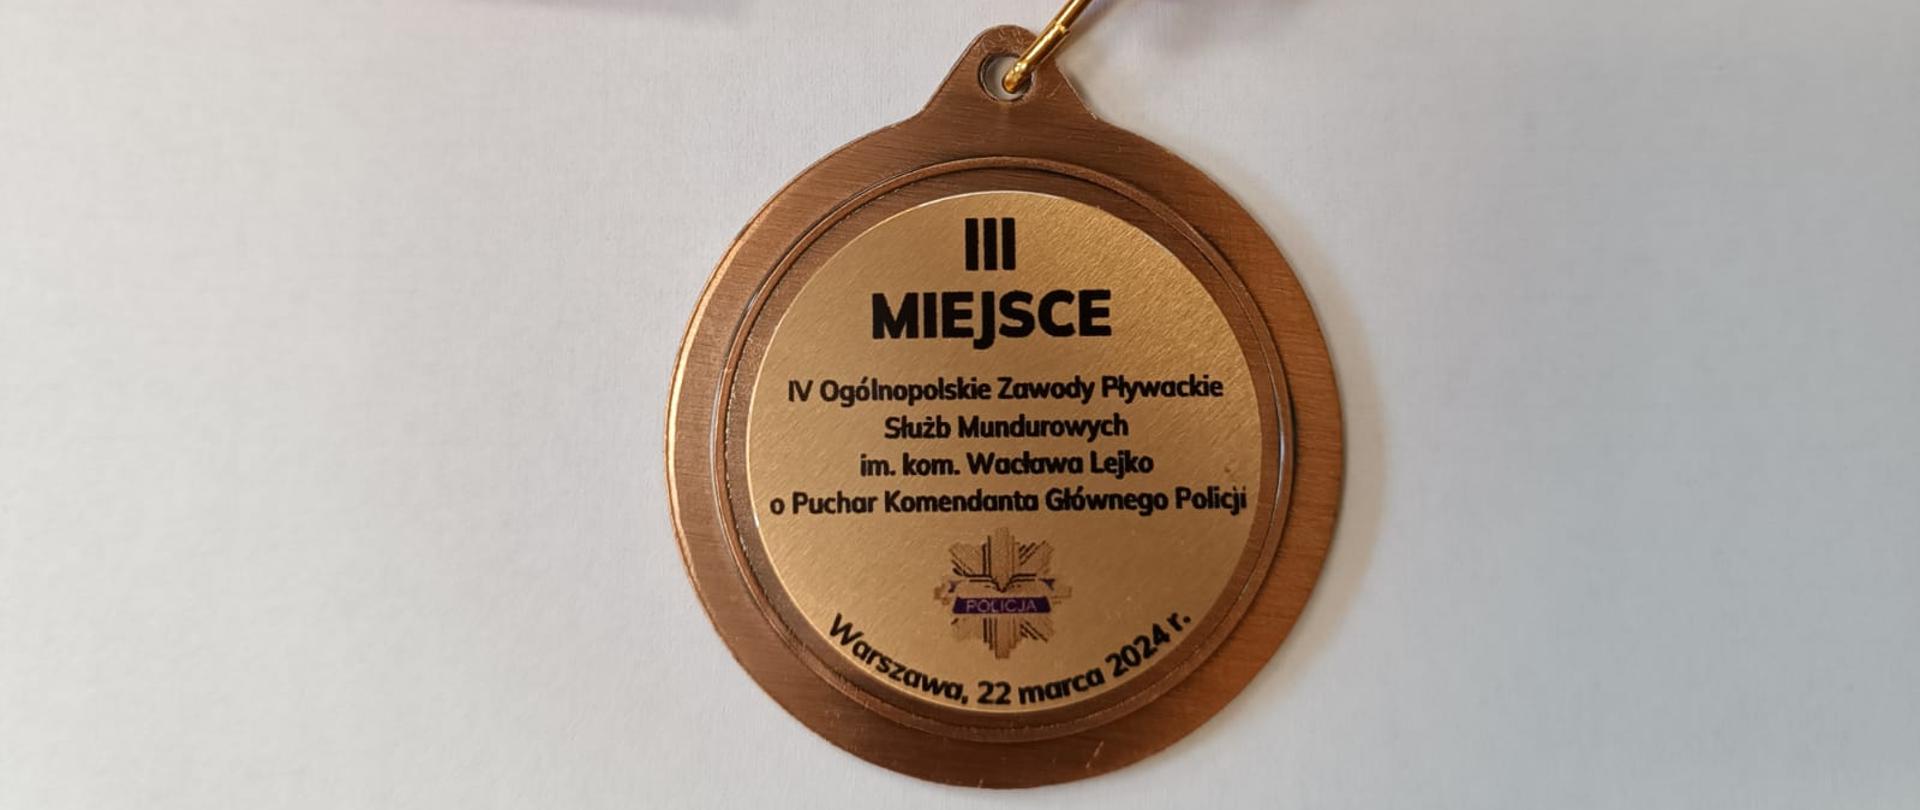 III
MIEJSCE
IV Ogólnopolskie Zawody Pływackie
Służb Mundurowych
im. kom. Wacława Lejko
o Puchar Komendanta Głównego Policji
POLICJA
Warszawa, 22 marca 2024 r.